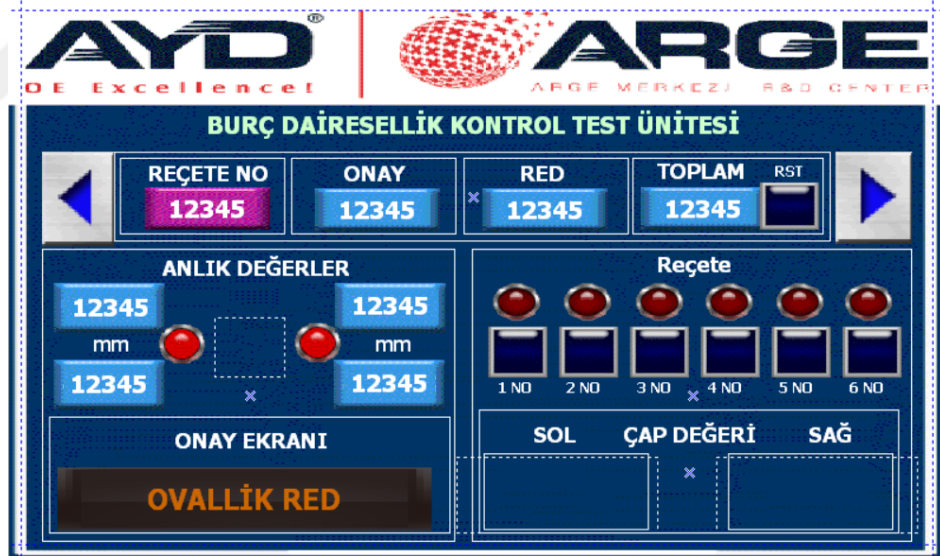 AYD®
OE Excellence!
ARGE
ARGE MERKEZİ R&D CENTER
BURÇ DAİRESELLİK KONTROL TEST ÜNİTESİ
REÇETE NO ONAY RED TOPLAM RST
12345 12345 12345 12345
ANLIK DEĞERLER
12345 12345
mm mm
12345 12345
Reçete
1 NO 2 NO 3 NO 4 NO 5 NO 6 NO
ONAY EKRANI
OVALLİK RED
SOL ÇAP DEĞERİ SAĞ